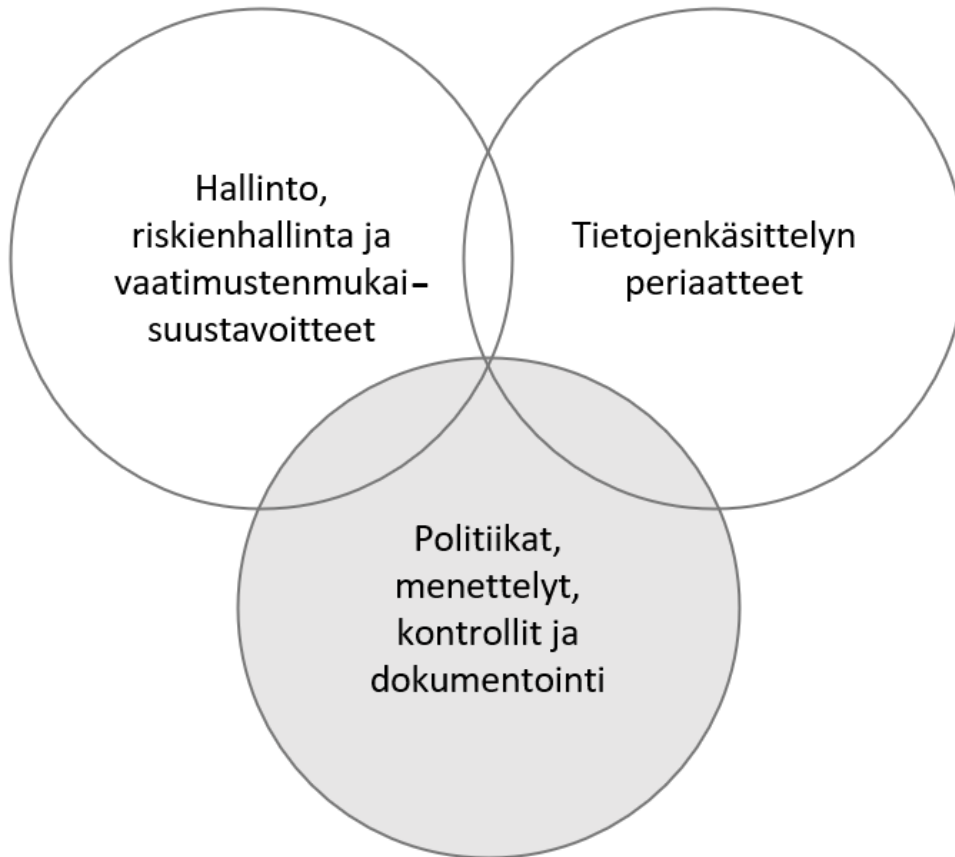 Hallinto,
riskienhallinta ja
vaatimustenmukai-
suustavoitteet
Tietojenkäsittelyn
periaatteet
Politiikat,
menettelyt,
kontrollit ja
dokumentointi